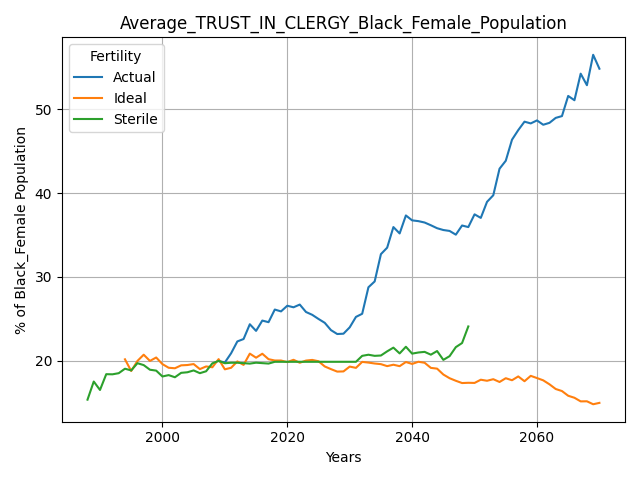 Average_TRUST_IN_CLERGY_Black_Female_Population
Fertility
Actual
Ideal
Sterile
% of Black_Female Population
50
40
30
20
2000
2020
2040
2060
Years